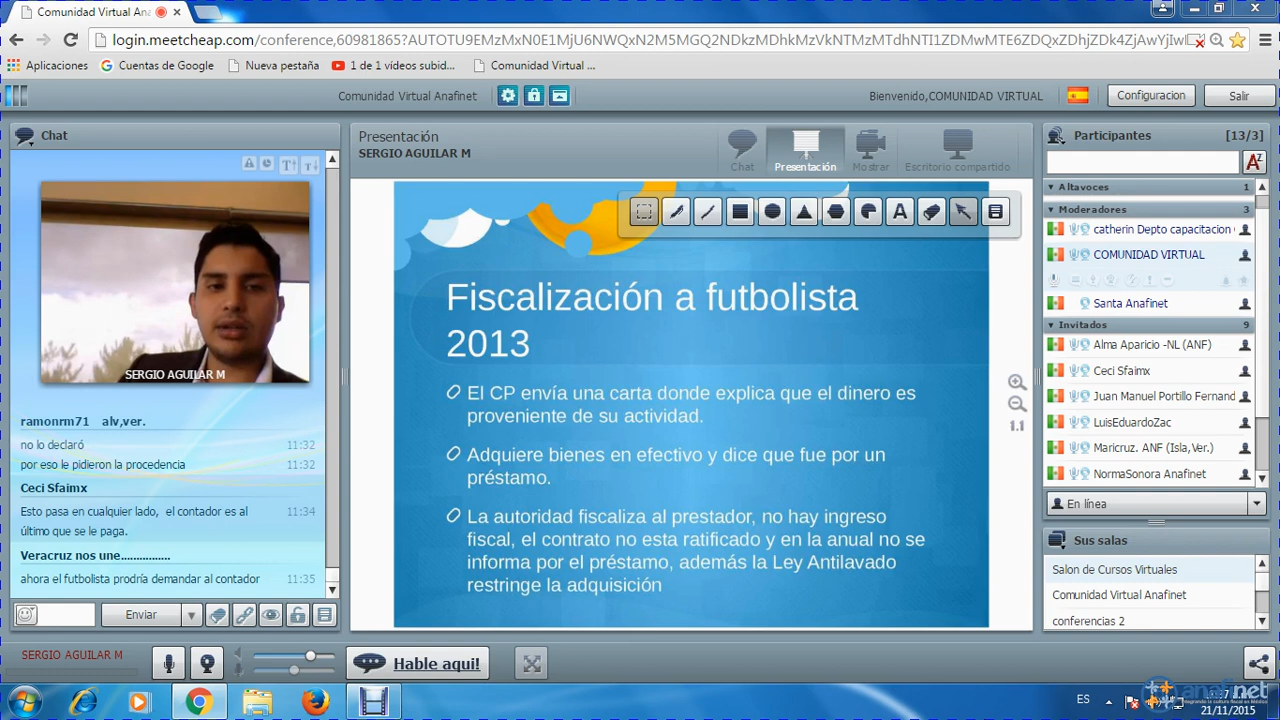 Comunidad Virtual Ana
login.meetcheap.com/conference,60981865?AUTOTU9EMzMxN0E1MjU6NWQxN2M5MGQ2NDkzMDhkMzVkNTMzMTdhNTI1ZDMwMTE6ZDQxZDhjZDk4ZjAwYjIw
Aplicaciones Cuentas de Google Nueva pestaña 1 de 1 vídeos subid... Comunidad Virtual ...
Comunidad Virtual Anafinet
Bienvenido,COMUNIDAD VIRTUAL
Configuracion
Salir
Chat
SERGIO AGUILAR M
ramonrm71 alv,ver.
no lo declaró 11:32
por eso le pidieron la procedencia 11:32
Ceci Sfaimx
Esto pasa en cualquier lado, el contador es al 11:34
último que se le paga.
Veracruz nos une...............
ahora el futbolista prodría demandar al contador 11:35
Enviar
Presentación
SERGIO AGUILAR M
Chat Presentación Mostrar Escritorio compartido
A
Fiscalización a futbolista
2013
El CP envía una carta donde explica que el dinero es
proveniente de su actividad.
Adquiere bienes en efectivo y dice que fue por un
préstamo.
La autoridad fiscaliza al prestador, no hay ingreso
fiscal, el contrato no esta ratificado y en la anual no se
informa por el préstamo, además la Ley Antilavado
restringe la adquisición
1.1
Participantes [13/3]
Altavoces 1
Moderadores 3
catherin Depto capacitacion
COMUNIDAD VIRTUAL
Santa Anafinet
Invitados 9
Alma Aparicio -NL (ANF)
Ceci Sfaimx
Juan Manuel Portillo Fernand
LuisEduardoZac
Maricruz. ANF (Isla,Ver.)
NormaSonora Anafinet
En línea
Sus salas
Salon de Cursos Virtuales
Comunidad Virtual Anafinet
conferencias 2
SERGIO AGUILAR M
Hable aqui!
ES
anafinet
21/11/2015